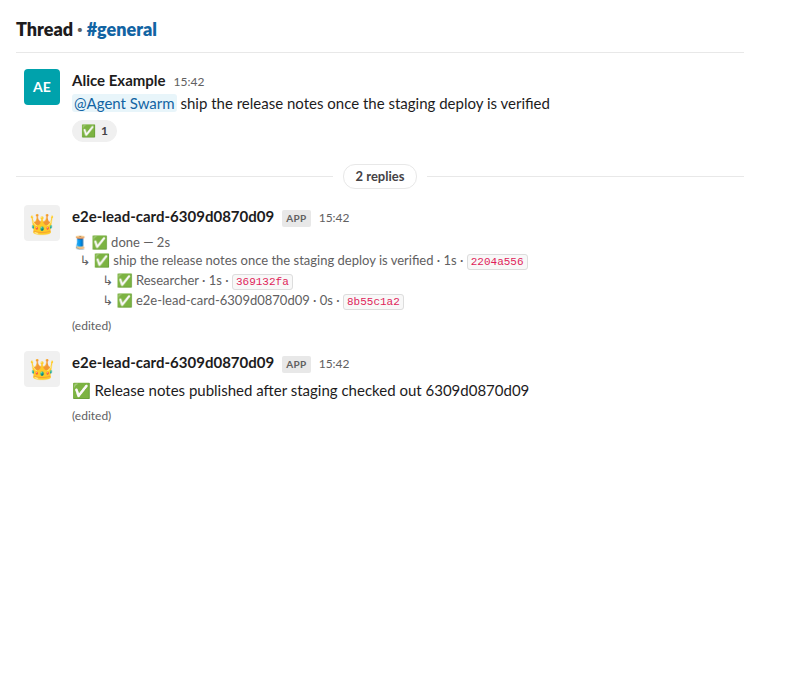 Thread • #general
AE
Alice Example 15:42
@Agent Swarm ship the release notes once the staging deploy is verified
✅ 1
2 replies
e2e-lead-card-6309d0870d09 APP 15:42
🧵 ✅ done — 2s
↳ ✅ ship the release notes once the staging deploy is verified · 1s · 2204a556
↳ ✅ Researcher · 1s · 369132fa
↳ ✅ e2e-lead-card-6309d0870d09 · 0s · 8b55c1a2
(edited)
e2e-lead-card-6309d0870d09 APP 15:42
✅ Release notes published after staging checked out 6309d0870d09
(edited)